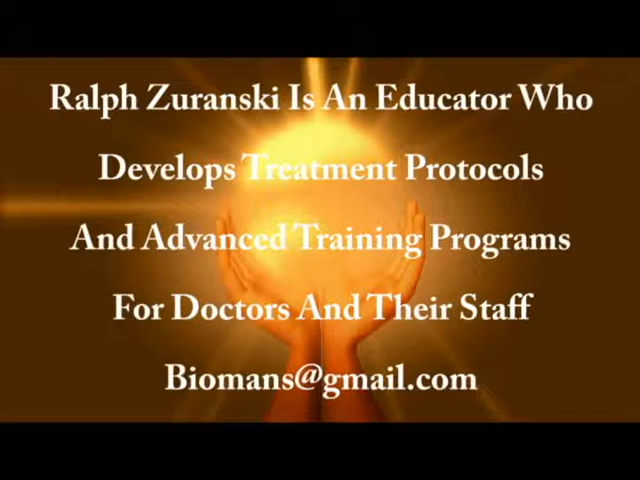 Ralph Zuranski Is An Educator Who
Develops Treatment Protocols
And Advanced Training Programs
For Doctors And Their Staff
Biomans@gmail.com